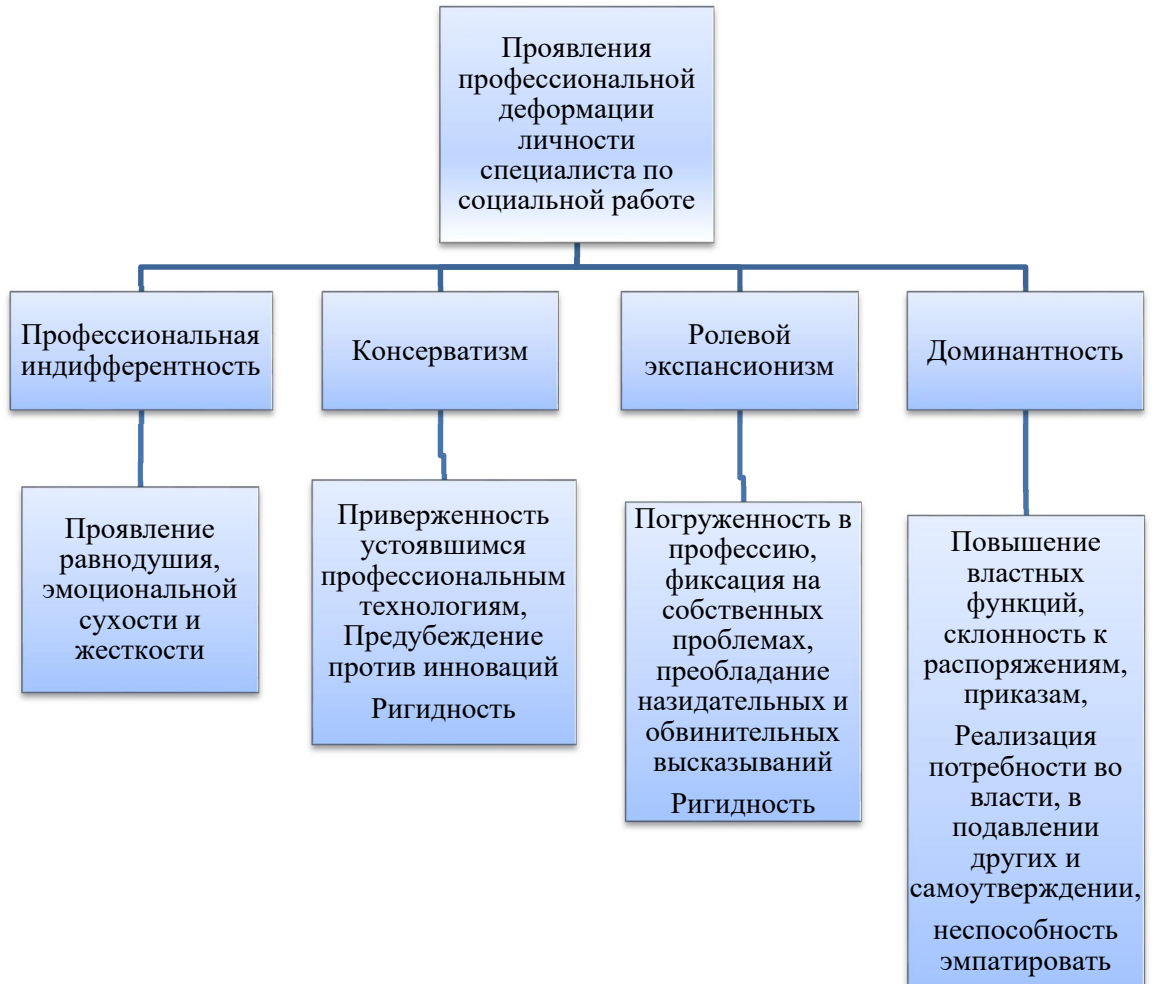 Проявления
профессиональной
деформации
личности
специалиста по
социальной работе
Профессиональная
индифферентность
Консерватизм
Ролевой
экспансионизм
Доминантность
Проявление
равнодушия,
эмоциональной
сухости и
жесткости
Приверженность
устоявшимся
профессиональным
технологиям,
Предубеждение
против инноваций
Ригидность
Погруженность в
профессию,
фиксация на
собственных
проблемах,
преобладание
назидательных и
обвинительных
высказываний
Ригидность
Повышение
властных
функций,
склонность к
распоряжениям,
приказам,
Реализация
потребности во
власти, в
подавлении
других и
самоутверждении,
неспособность
эмпатировать